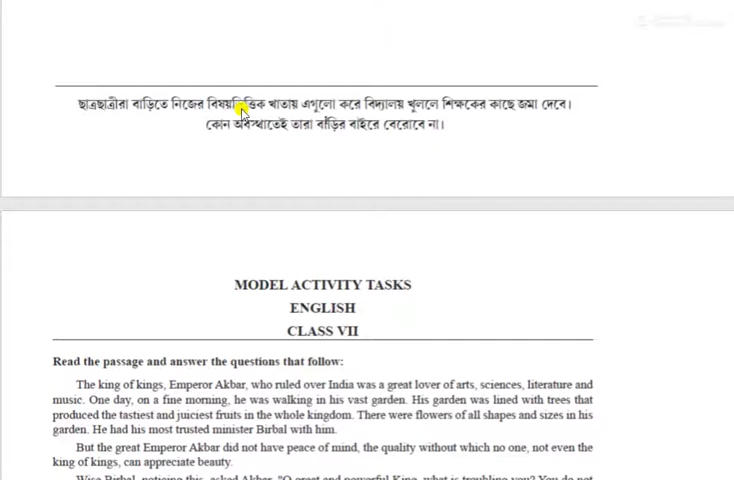 ছাত্রছাত্রীরা বাড়িতে নিজের বিষয়ভিত্তিক খাতায় এগুলো করে বিদ্যালয় খুললে শিক্ষকের কাছে জমা দেবে।
কোন অবস্থাতেই তারা বাড়ির বাইরে বেরোবে না।
MODEL ACTIVITY TASKS
ENGLISH
CLASS VII
Read the passage and answer the questions that follow:
The king of kings, Emperor Akbar, who ruled over India was a great lover of arts, sciences, literature and
music. One day, on a fine morning, he was walking in his vast garden. His garden was lined with trees that
produced the tastiest and juiciest fruits in the whole kingdom. There were flowers of all shapes and sizes in his
garden. He had his most trusted minister Birbal with him.
But the great Emperor Akbar did not have peace of mind, the quality without which no one, not even the
king of kings, can appreciate beauty.
Wise Birbal, noticing this, asked Akbar, "O great and powerful King, what is troubling you? You do not